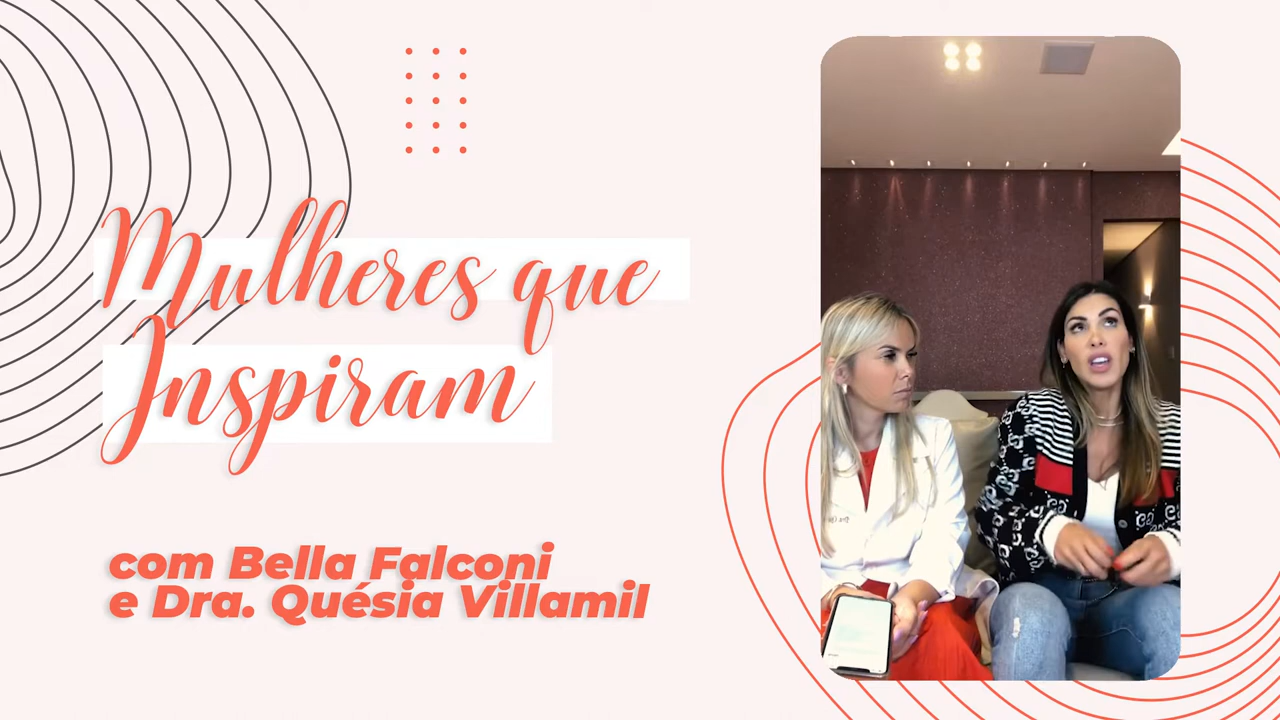 Mulheres que
Inspiram
com Bella Falconi
e Dra. Quésia Villamil